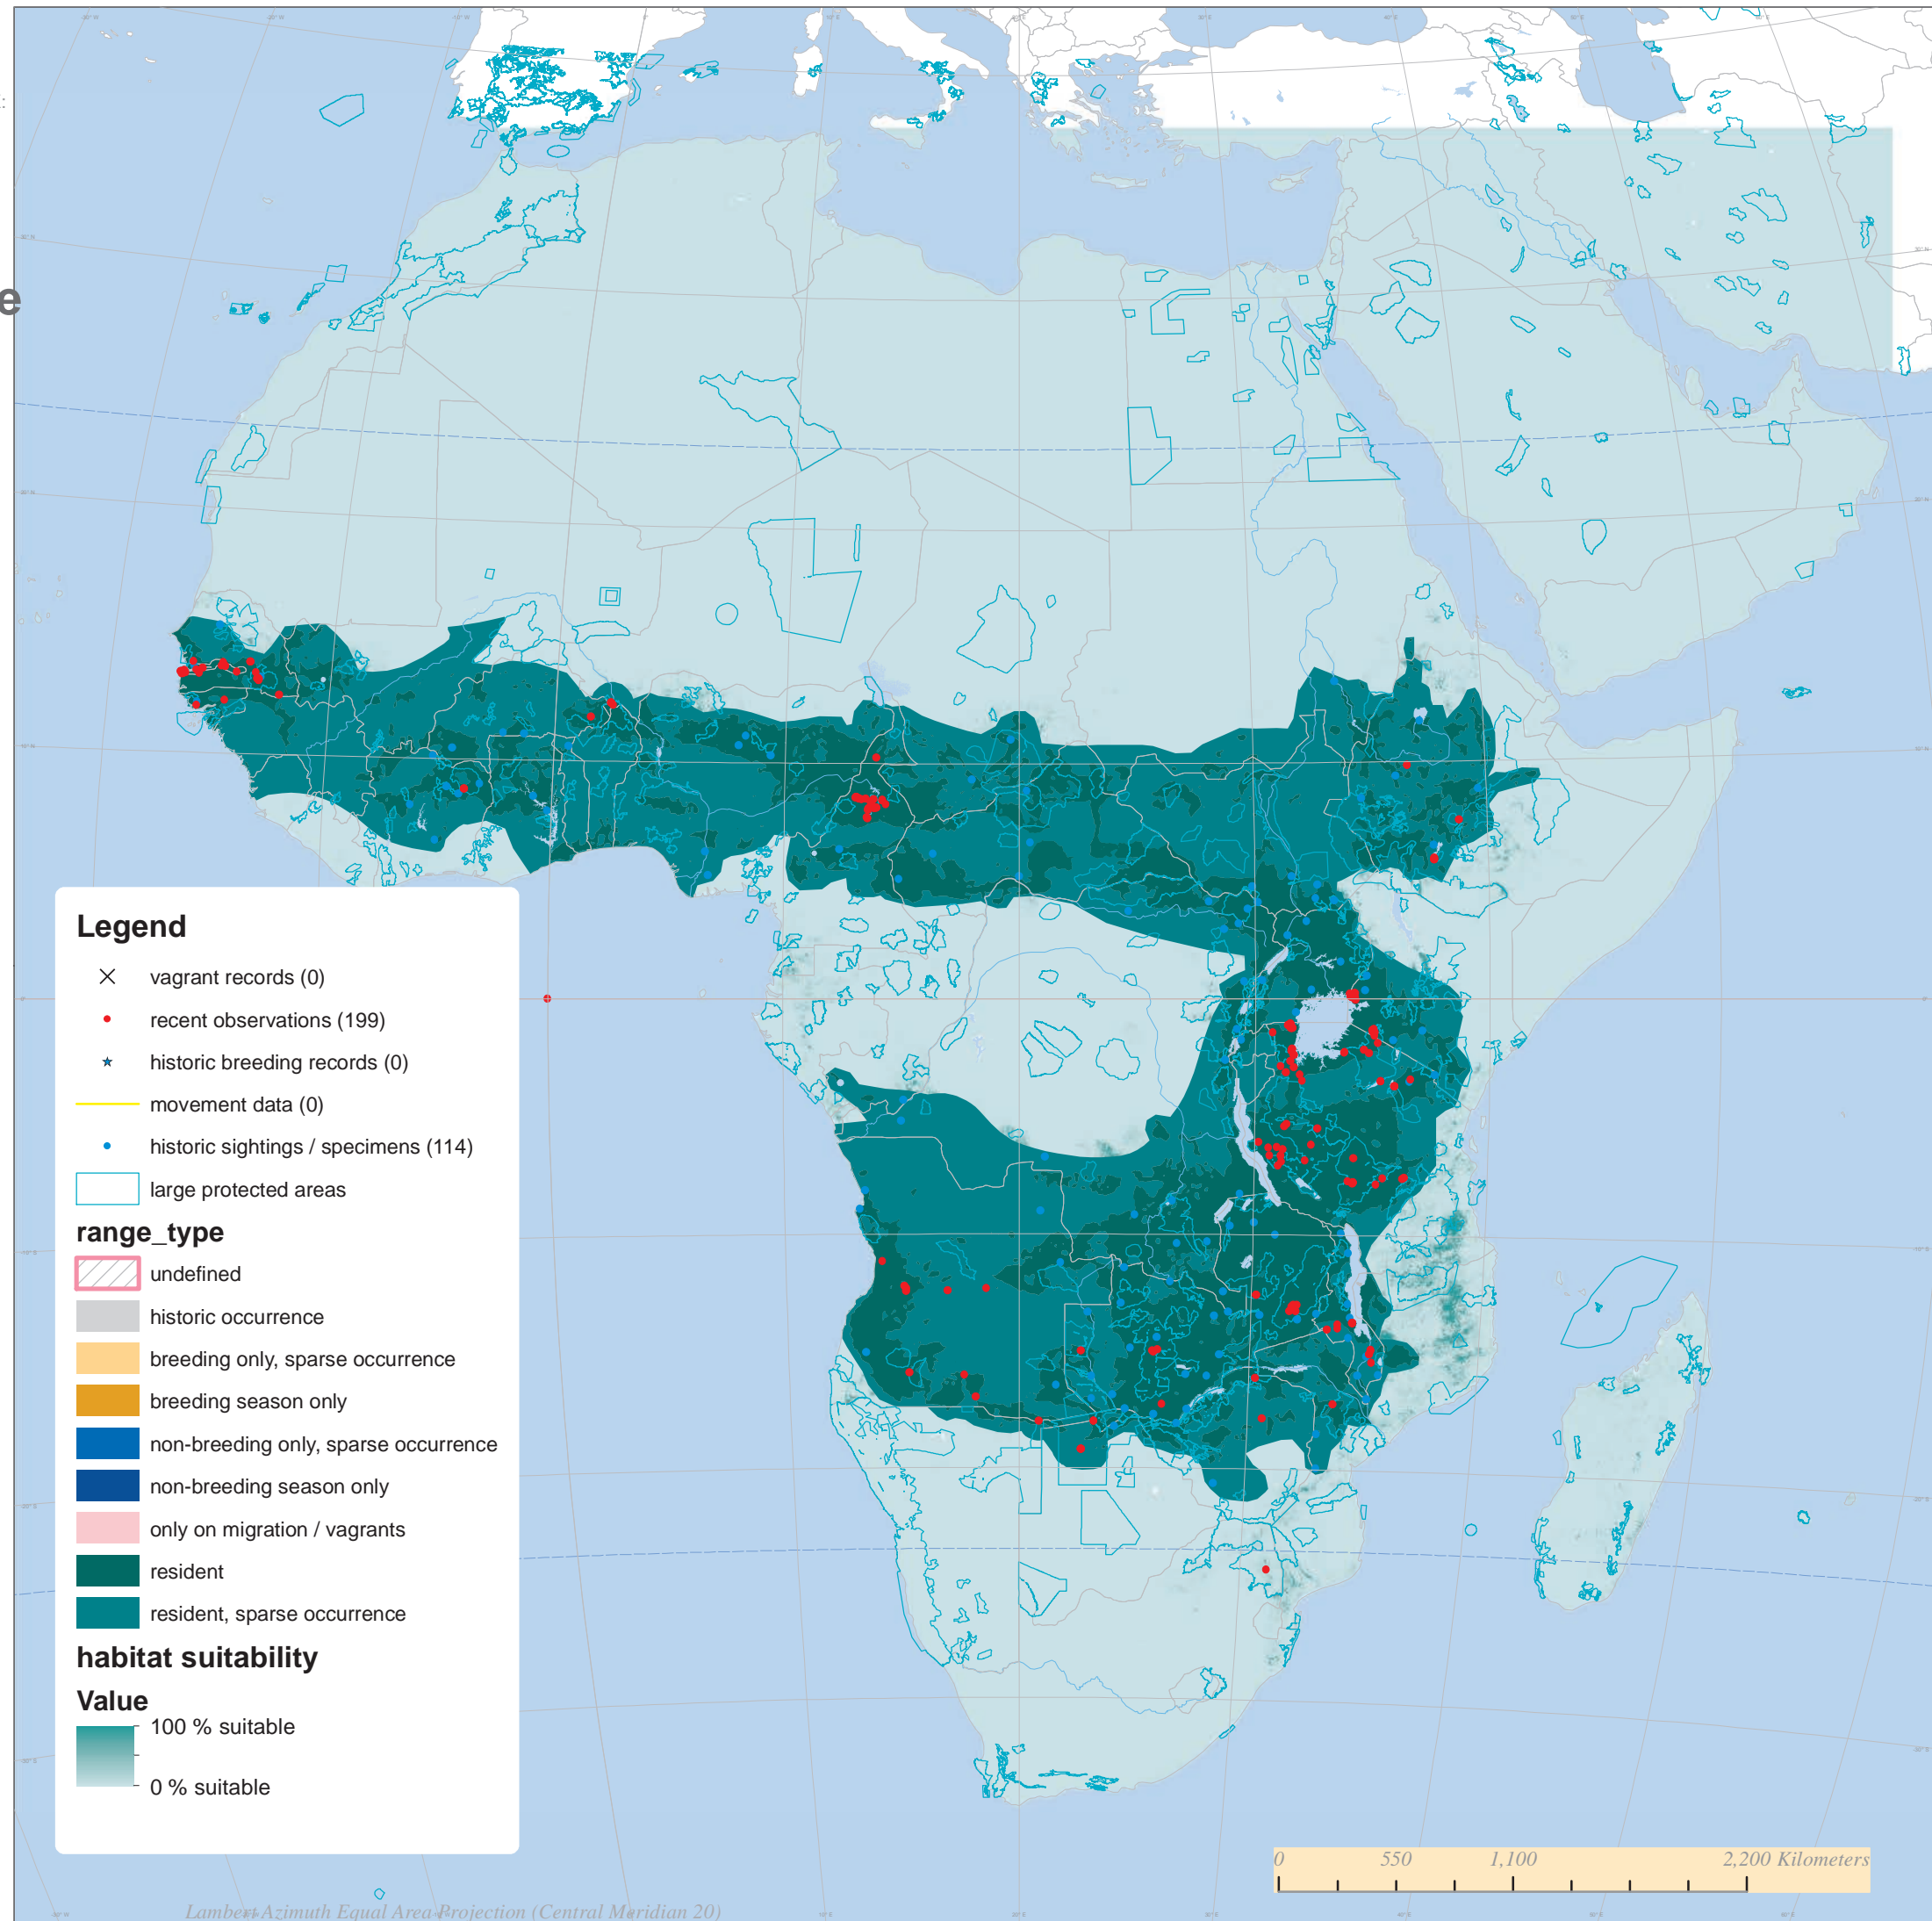 e
Legend
vagrant records (0)
recent observations (199)
historic breeding records (0)
movement data (0)
historic sightings / specimens (114)
large protected areas
range_type
undefined
historic occurrence
breeding only, sparse occurrence
breeding season only
non-breeding only, sparse occurrence
non-breeding season only
only on migration / vagrants
resident
resident, sparse occurrence
habitat suitability
Value
100 % suitable
0 % suitable
0 550 1,100 2,200 Kilometers
Lambert Azimuth Equal Area Projection (Central Meridian 20)